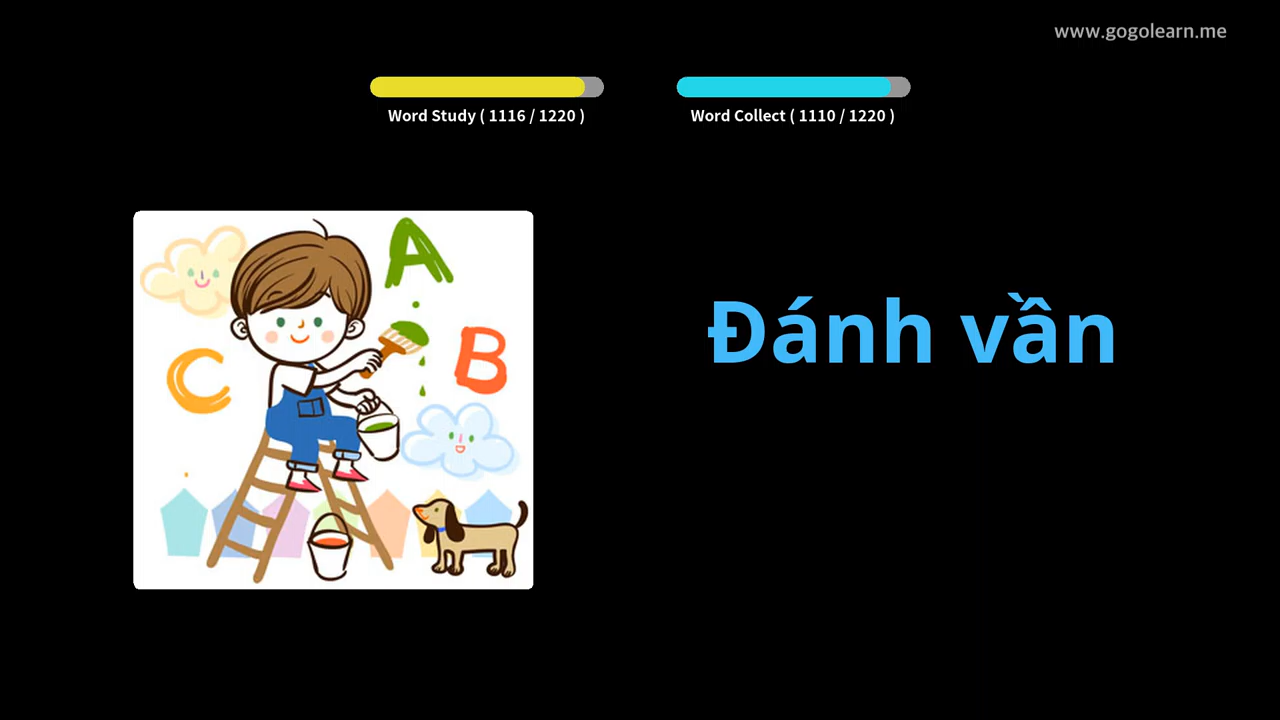 www.gogolearn.me
Word Study ( 1116 / 1220 )
Word Collect ( 1110 / 1220 )
A
B
C
Đánh vần